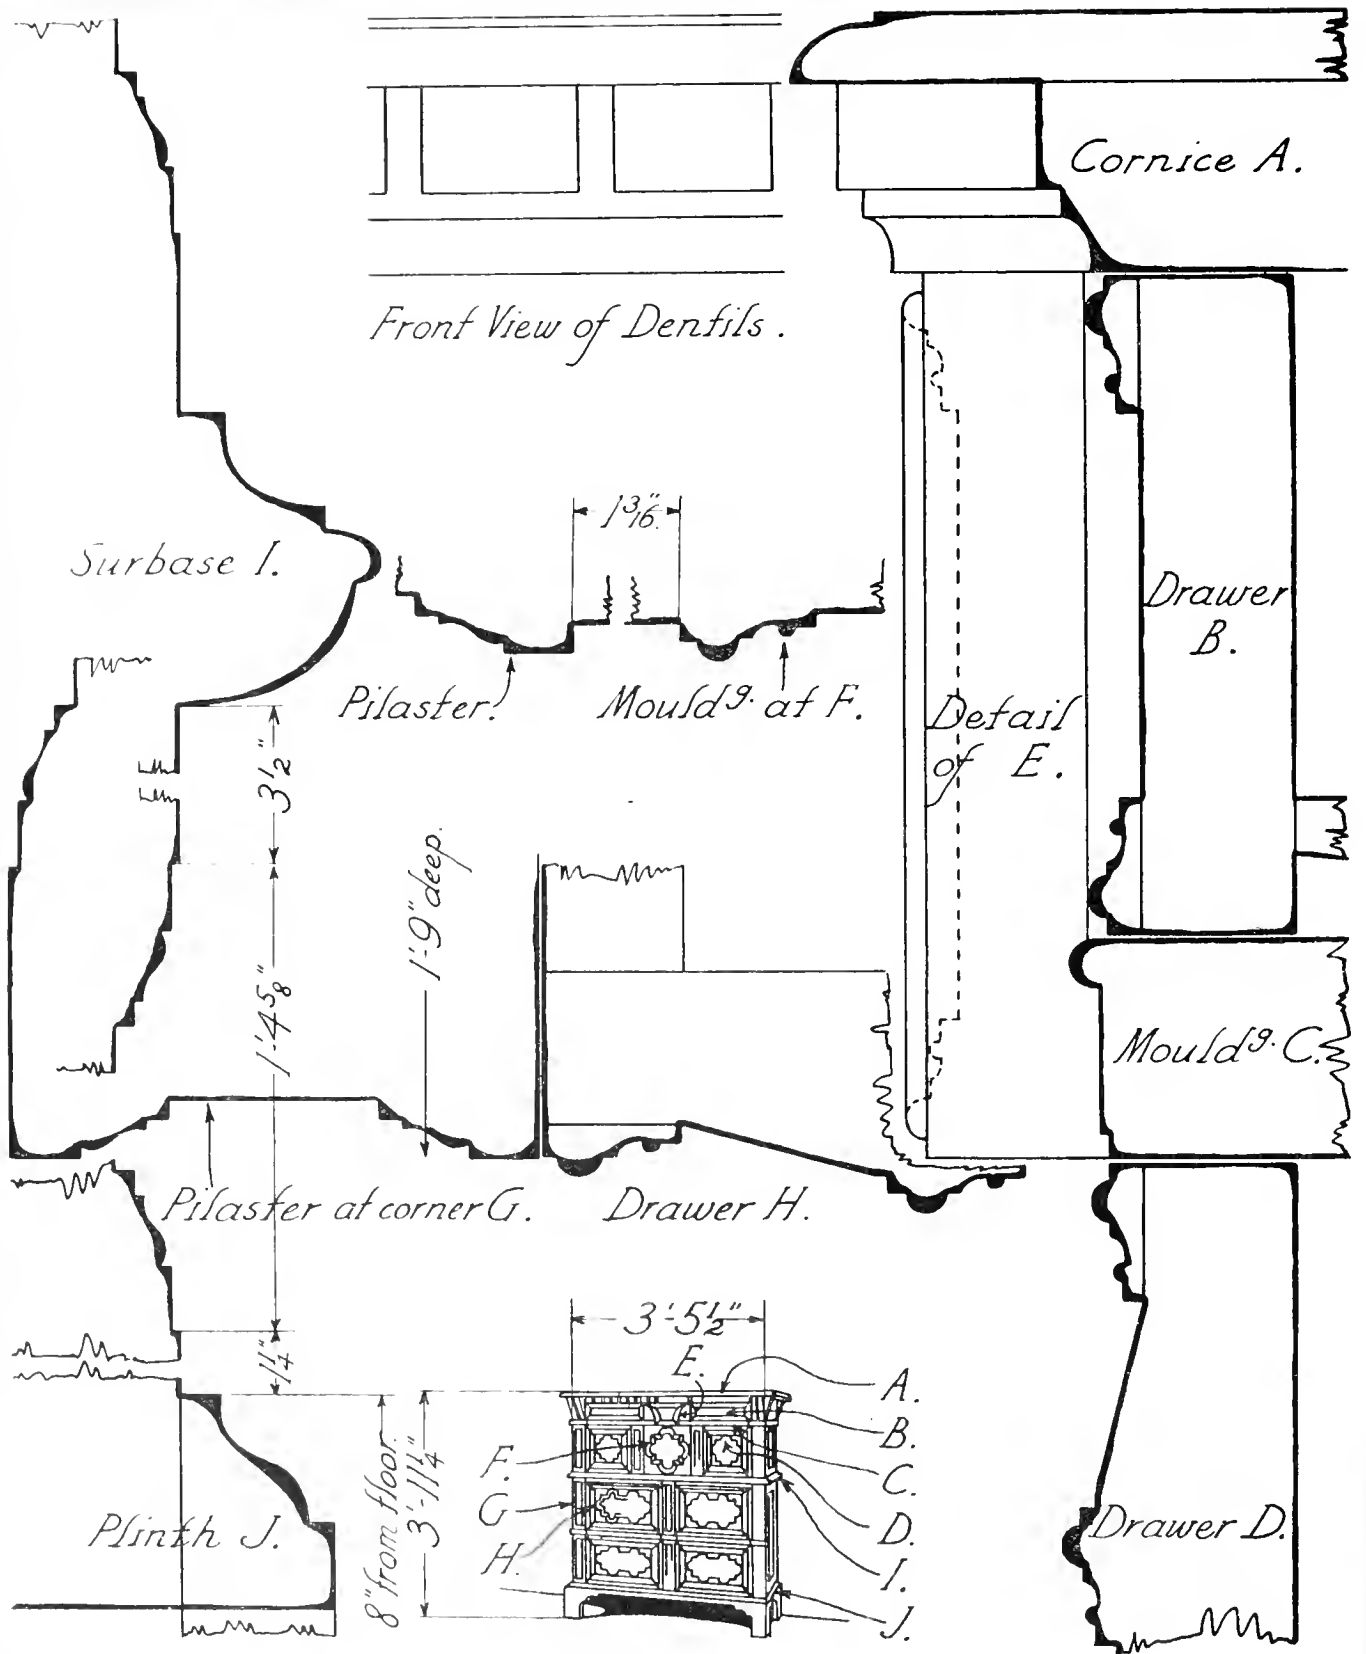 Cornice A.
Front View of Dentils.
1 3/16"
Surbase I.
Drawer
B.
Pilaster.
Mould^g. at F.
Detail
of E.
3 1/2"
1'-9" deep.
1'-4 5/8"
Mould^g. C.
Pilaster at corner G.
Drawer H.
3'-5 1/2"
1 1/4"
E.
A.
B.
F.
C.
G
D.
H.
I.
J.
8" from floor.
3'-11 1/4"
Plinth J.
Drawer D.